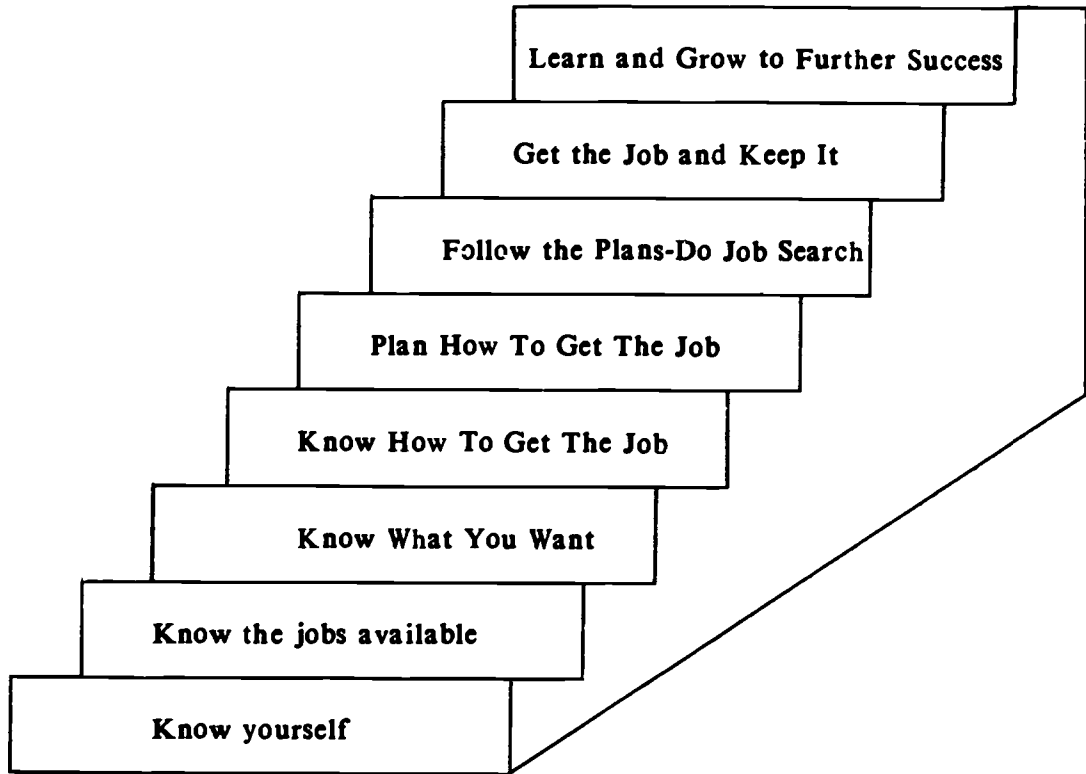 Learn and Grow to Further Success
Get the Job and Keep It
Follow the Plans-Do Job Search
Plan How To Get The Job
Know How To Get The Job
Know What You Want
Know the jobs available
Know yourself